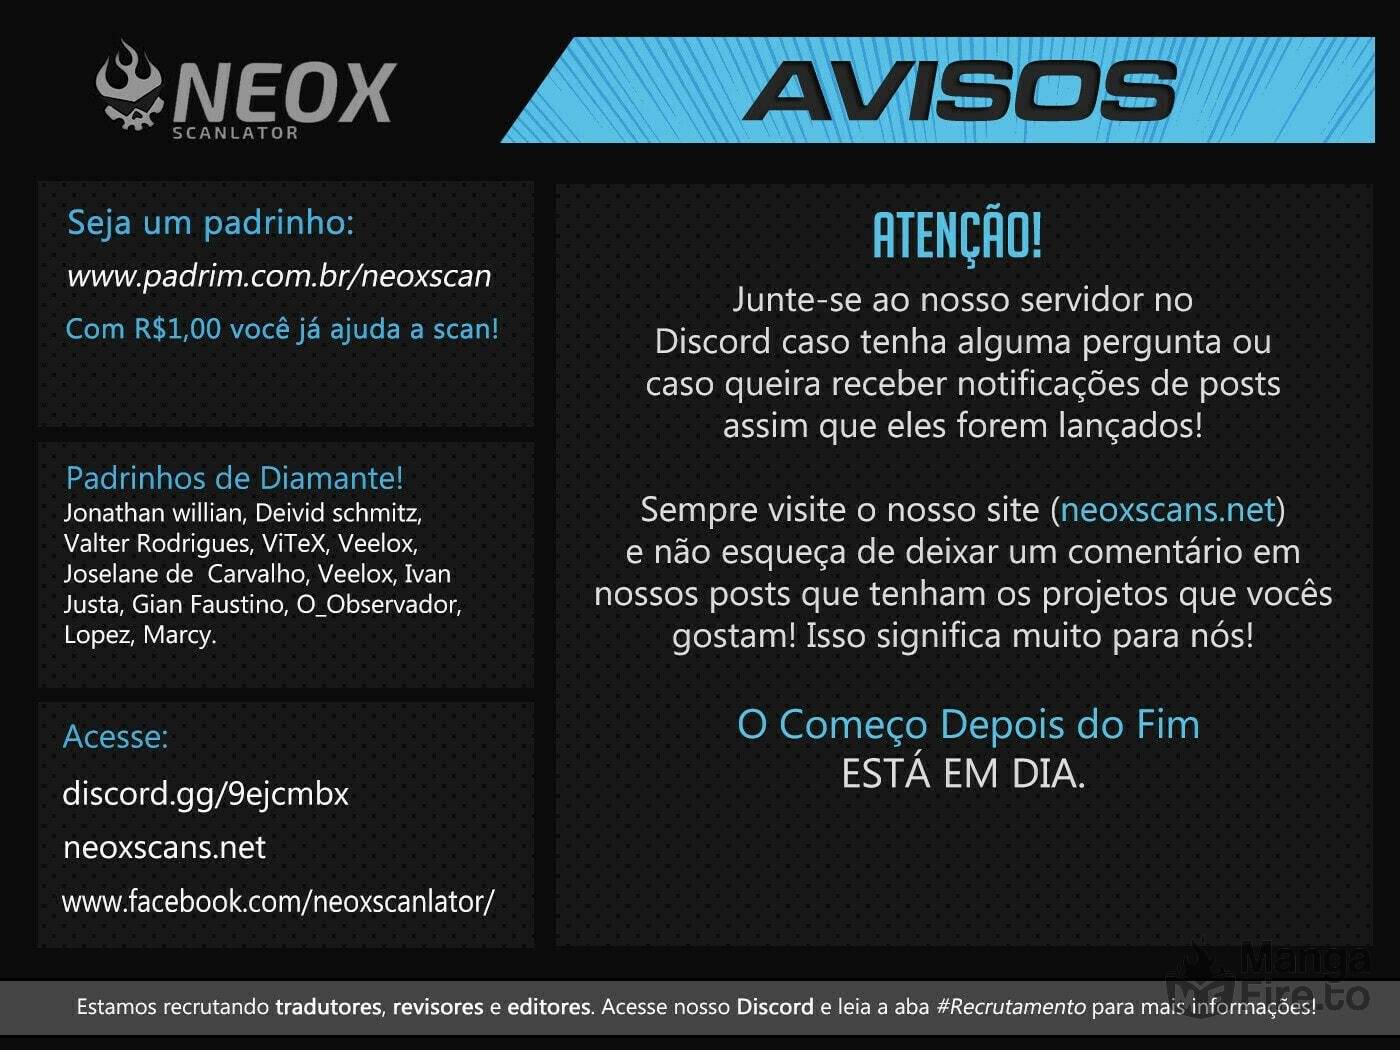 NEOX
SCANLATOR
AVISOS
Seja um padrinho:
www.padrim.com.br/neoxscan
Com R$1,00 você já ajuda a scan!
Padrinhos de Diamante!
Jonathan willian, Deivid schmitz,
Valter Rodrigues, ViTeX, Veelox,
Joselane de Carvalho, Veelox, Ivan
Justa, Gian Faustino, O_Observador,
Lopez, Marcy.
Acesse:
discord.gg/9ejcmbx
neoxscans.net
www.facebook.com/neoxscanlator/
ATENÇÃO!
Junte-se ao nosso servidor no
Discord caso tenha alguma pergunta ou
caso queira receber notificações de posts
assim que eles forem lançados!
Sempre visite o nosso site (neoxscans.net)
e não esqueça de deixar um comentário em
nossos posts que tenham os projetos que vocês
gostam! Isso significa muito para nós!
O Começo Depois do Fim
ESTÁ EM DIA.
Manga
Fire.to
Estamos recrutando tradutores, revisores e editores. Acesse nosso Discord e leia a aba #Recrutamento para mais informações!